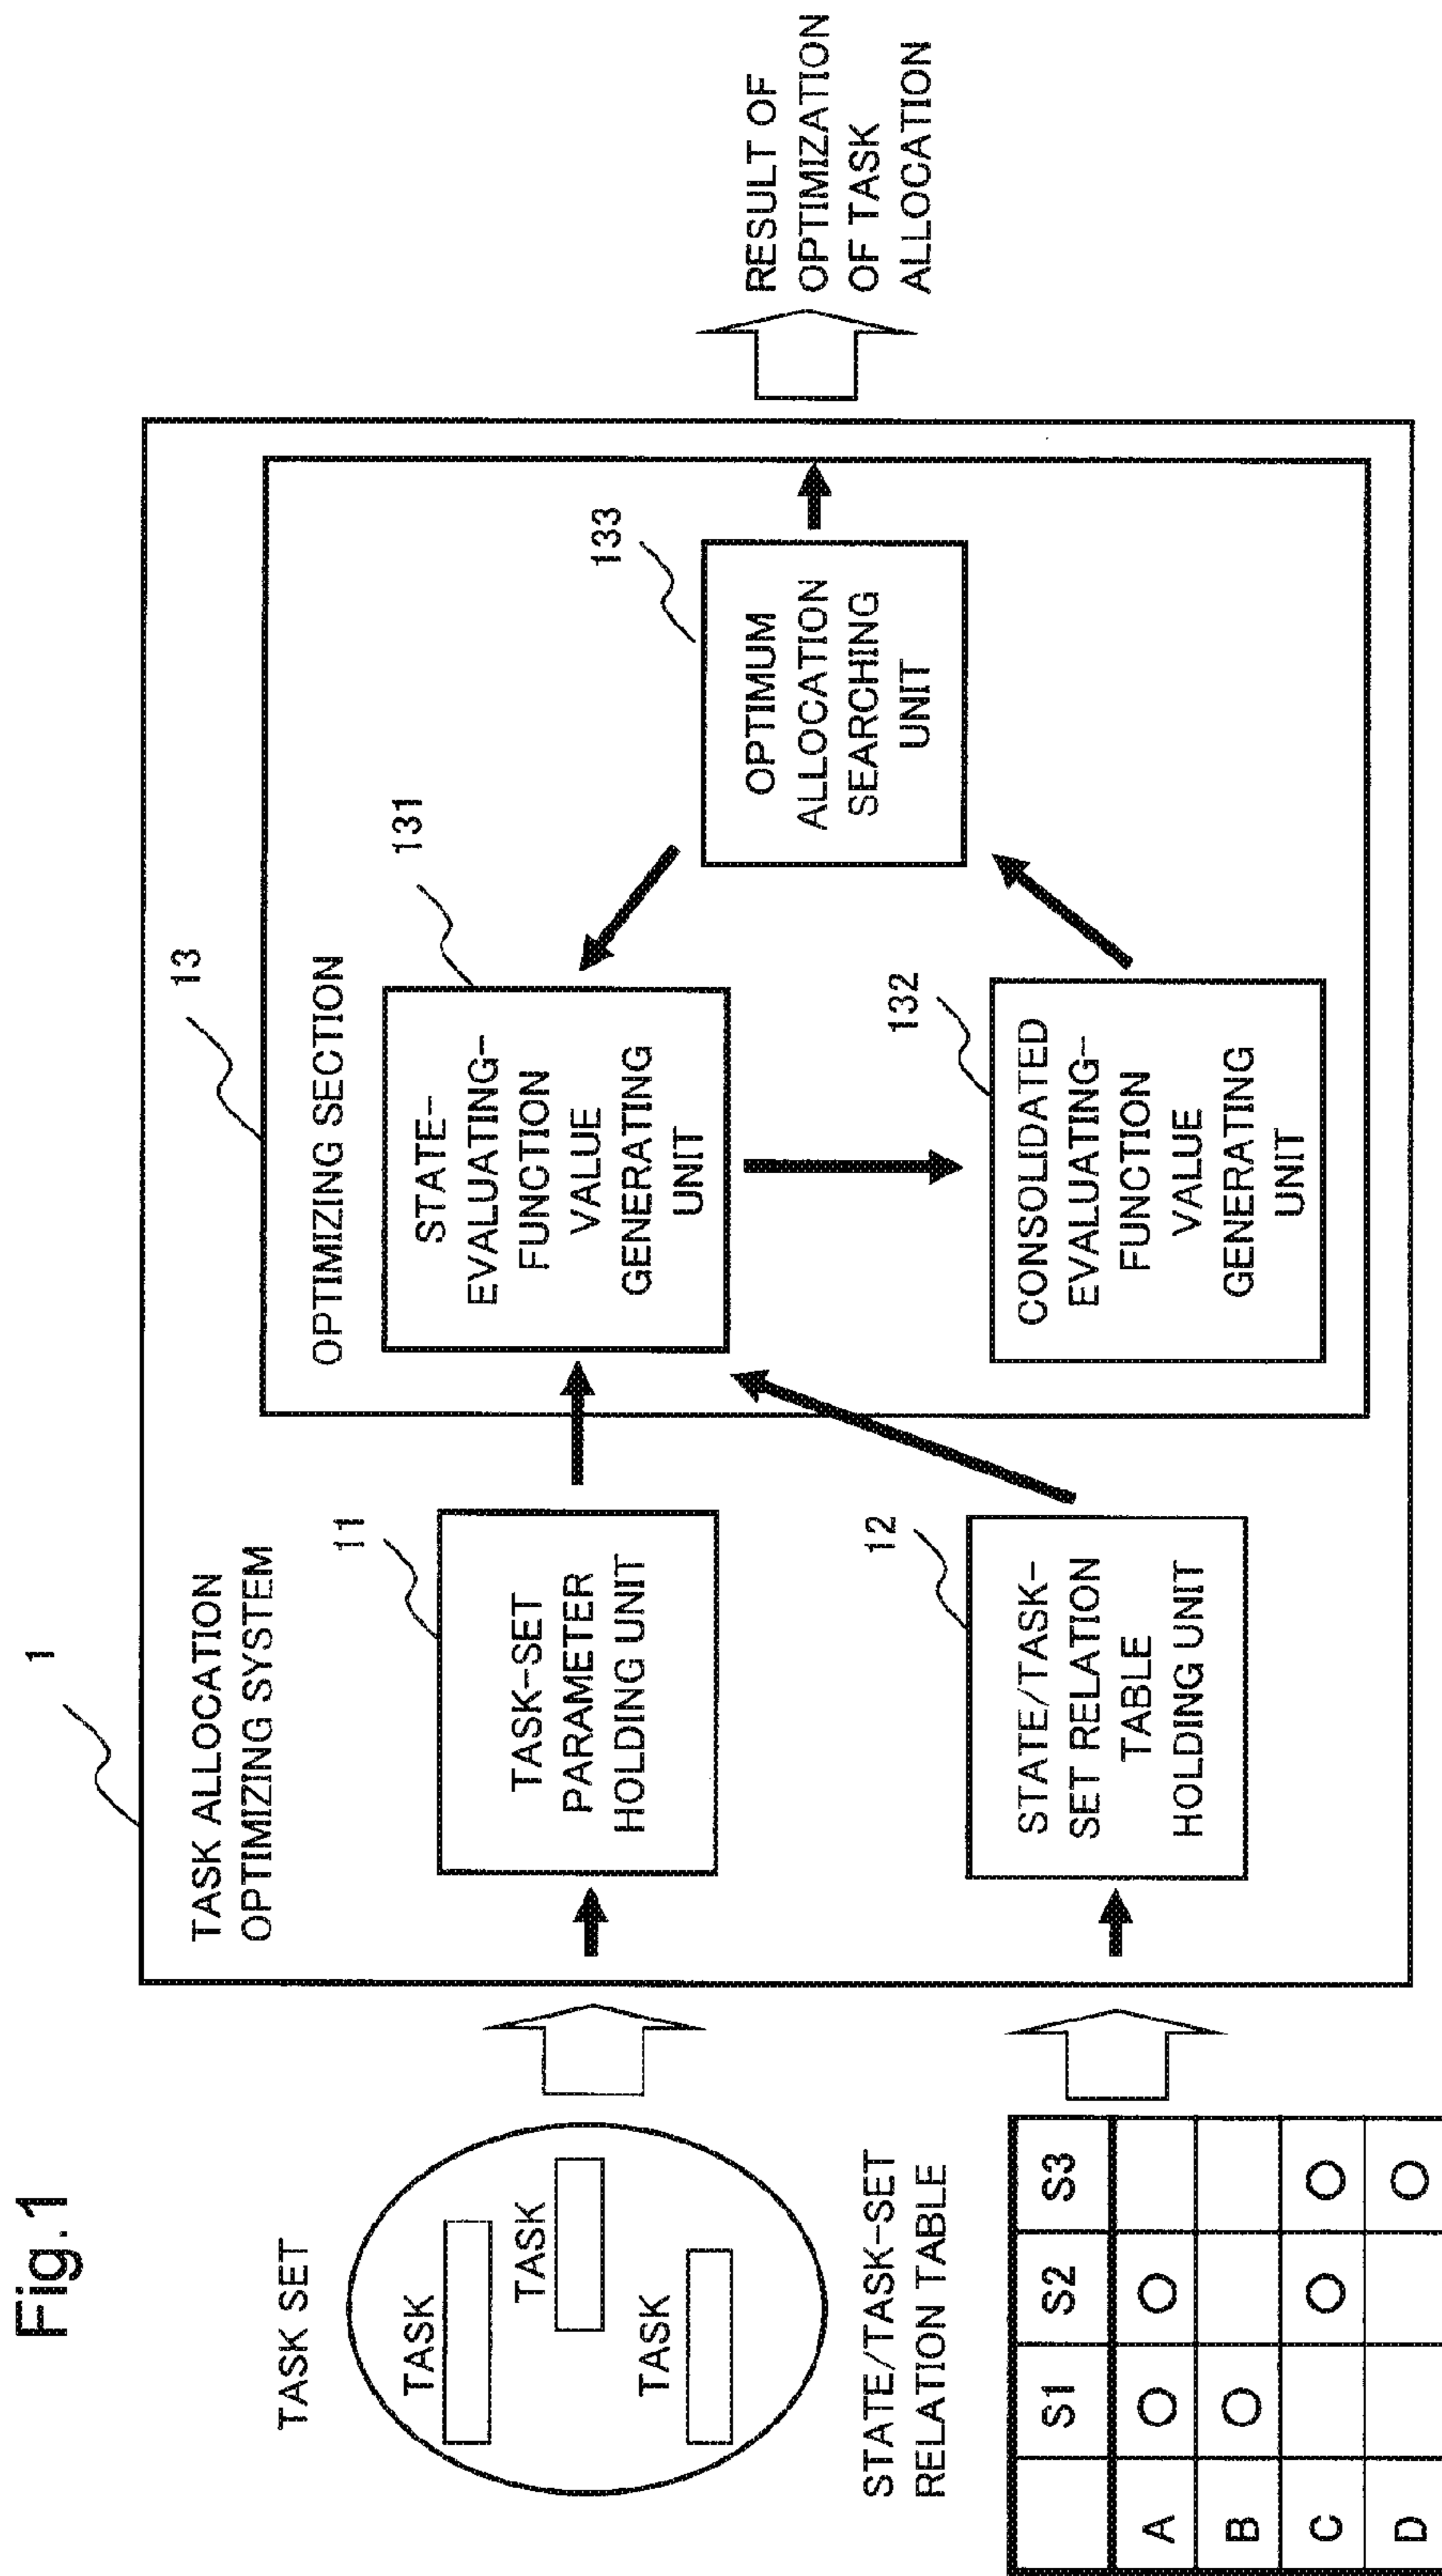 Fig.1
TASK SET
TASK
TASK
TASK
STATE/TASK-SET
RELATION TABLE
S1 S2 S3
A ○ ○
B ○
C ○ ○
D ○
1
TASK ALLOCATION
OPTIMIZING SYSTEM
11
TASK-SET
PARAMETER
HOLDING UNIT
12
STATE/TASK-
SET RELATION
TABLE
HOLDING UNIT
13
OPTIMIZING SECTION
131
STATE-
EVALUATING-
FUNCTION
VALUE
GENERATING
UNIT
132
CONSOLIDATED
EVALUATING-
FUNCTION
VALUE
GENERATING
UNIT
133
OPTIMUM
ALLOCATION
SEARCHING
UNIT
RESULT OF
OPTIMIZATION
OF TASK
ALLOCATION